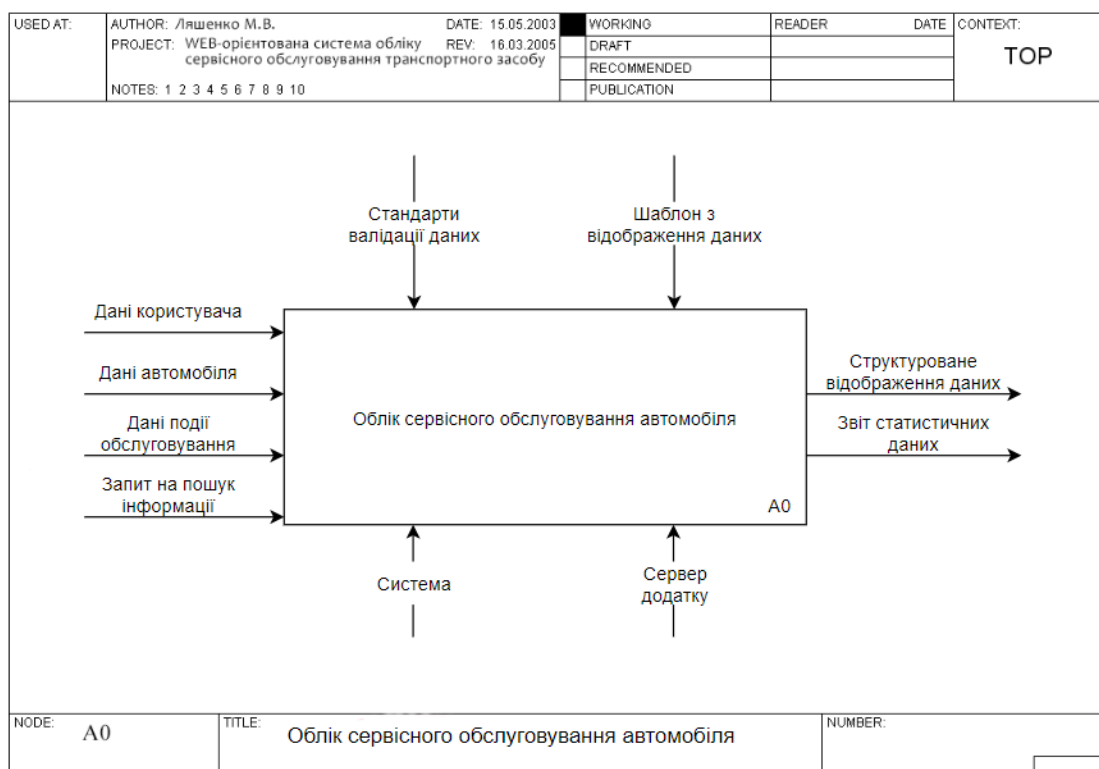 USED AT:
AUTHOR: Ляшенко М.В.
DATE: 15.05.2003
PROJECT: WEB-орієнтована система обліку
сервісного обслуговування транспортного засобу
REV: 16.03.2005
NOTES: 1 2 3 4 5 6 7 8 9 10
WORKING
DRAFT
RECOMMENDED
PUBLICATION
READER DATE
CONTEXT:
TOP
Стандарти
валідації даних
Шаблон з
відображення даних
Дані користувача
Дані автомобіля
Дані події
обслуговування
Запит на пошук
інформації
Облік сервісного обслуговування автомобіля
A0
Структуроване
відображення даних
Звіт статистичних
даних
Система
Сервер
додатку
NODE:
A0
TITLE:
Облік сервісного обслуговування автомобіля
NUMBER: